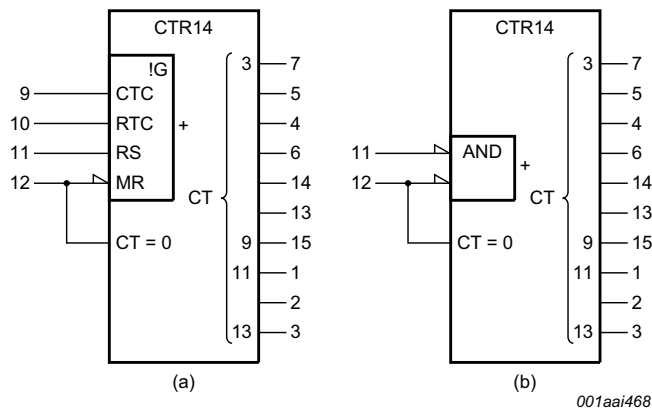 CTR14
!G
3 7
9 CTC 5
10 RTC + 4
11 RS 6
12 MR CT 14
13
CT = 0 9 15
11 1
2
13 3
(a)
CTR14
3 7
5
4
11 AND 6
+
12 CT 14
13
CT = 0 9 15
11 1
2
13 3
(b)
001aai468